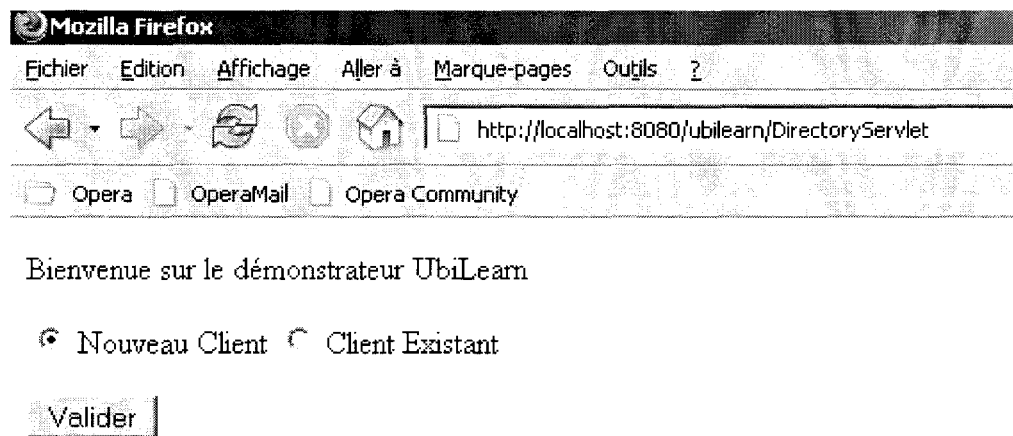 Mozilla Firefox
Fichier Edition Affichage Aller à Marque-pages Outils ?
http://localhost:8080/ubilearn/DirectoryServlet
Opera OperaMail Opera Community
Bienvenue sur le démonstrateur UbiLearn
Nouveau Client Client Existant
Valider